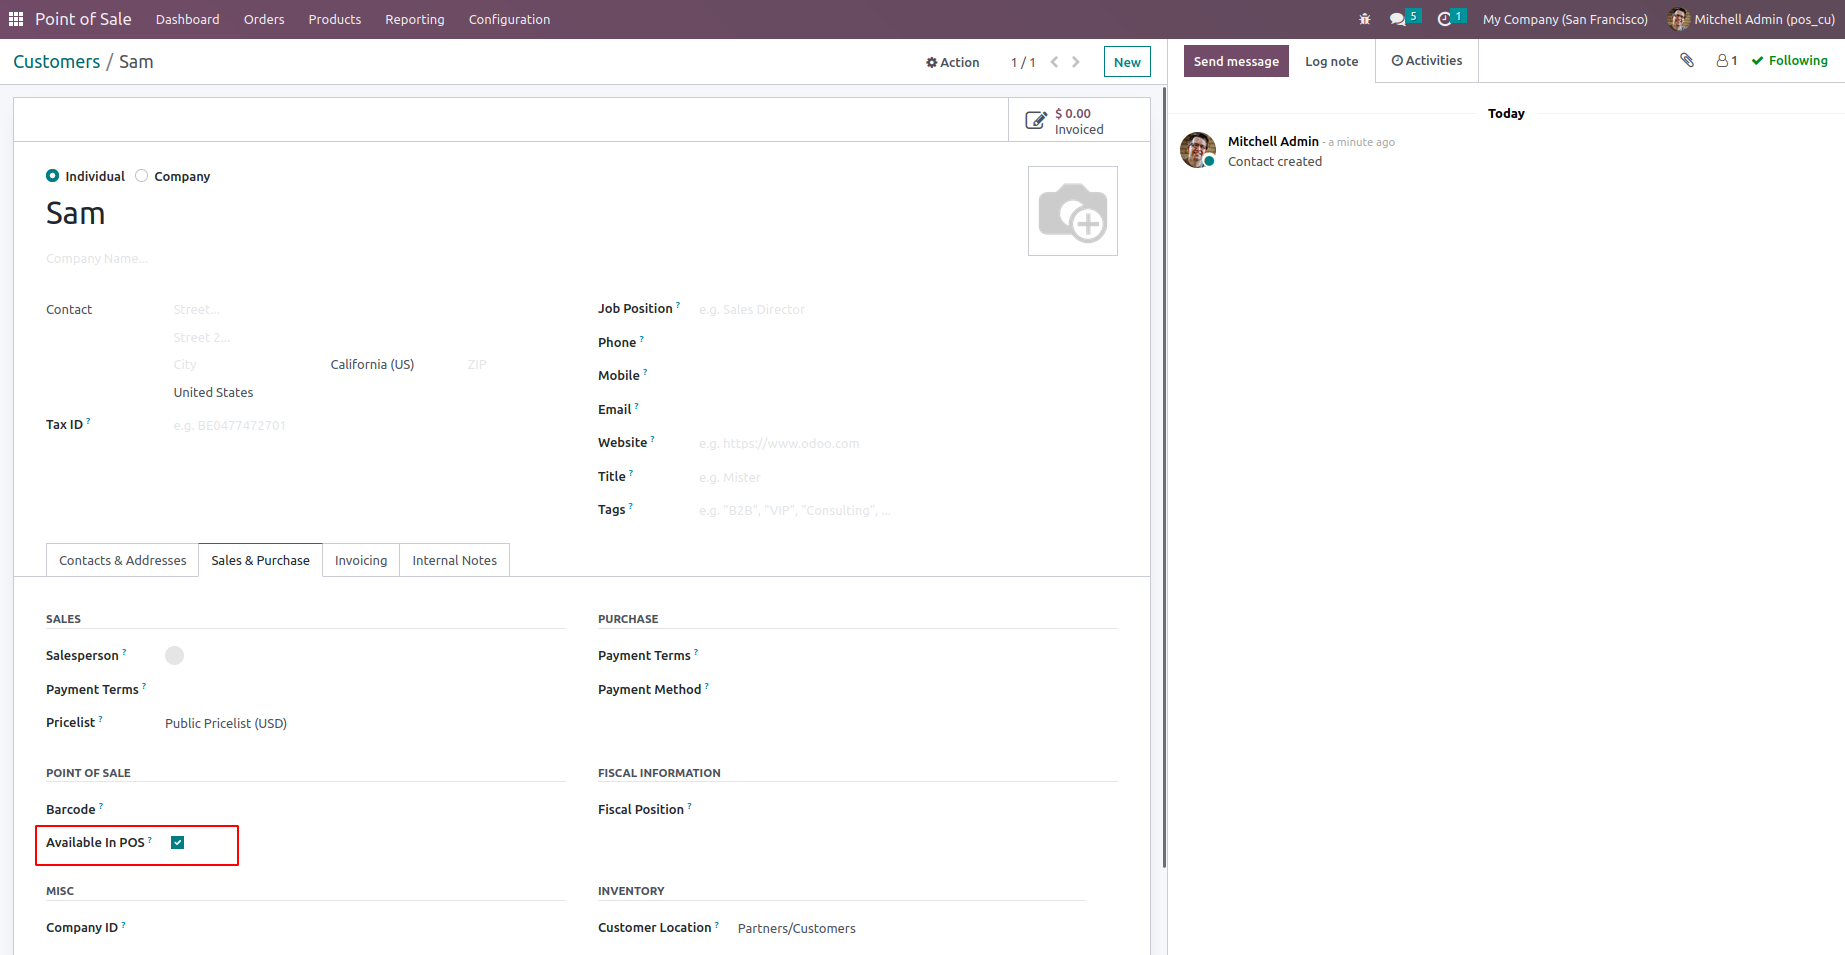 Point of Sale Dashboard Orders Products Reporting Configuration 5 1 My Company (San Francisco) Mitchell Admin (pos_cu)
Customers / Sam Action 1 / 1 New
Send message Log note Activities 1 Following
$ 0.00
Invoiced
Today
Mitchell Admin - a minute ago
Contact created
Individual Company
Sam
Company Name...
Contact Street...
Street 2...
City California (US) ZIP
United States
Tax ID ? e.g. BE0477472701
Job Position ? e.g. Sales Director
Phone ?
Mobile ?
Email ?
Website ? e.g. https://www.odoo.com
Title ? e.g. Mister
Tags ? e.g. "B2B", "VIP", "Consulting", ...
Contacts & Addresses Sales & Purchase Invoicing Internal Notes
SALES
Salesperson ?
Payment Terms ?
Pricelist ? Public Pricelist (USD)
PURCHASE
Payment Terms ?
Payment Method ?
POINT OF SALE
Barcode ?
Available In POS ?
FISCAL INFORMATION
Fiscal Position ?
MISC
Company ID ?
INVENTORY
Customer Location ? Partners/Customers